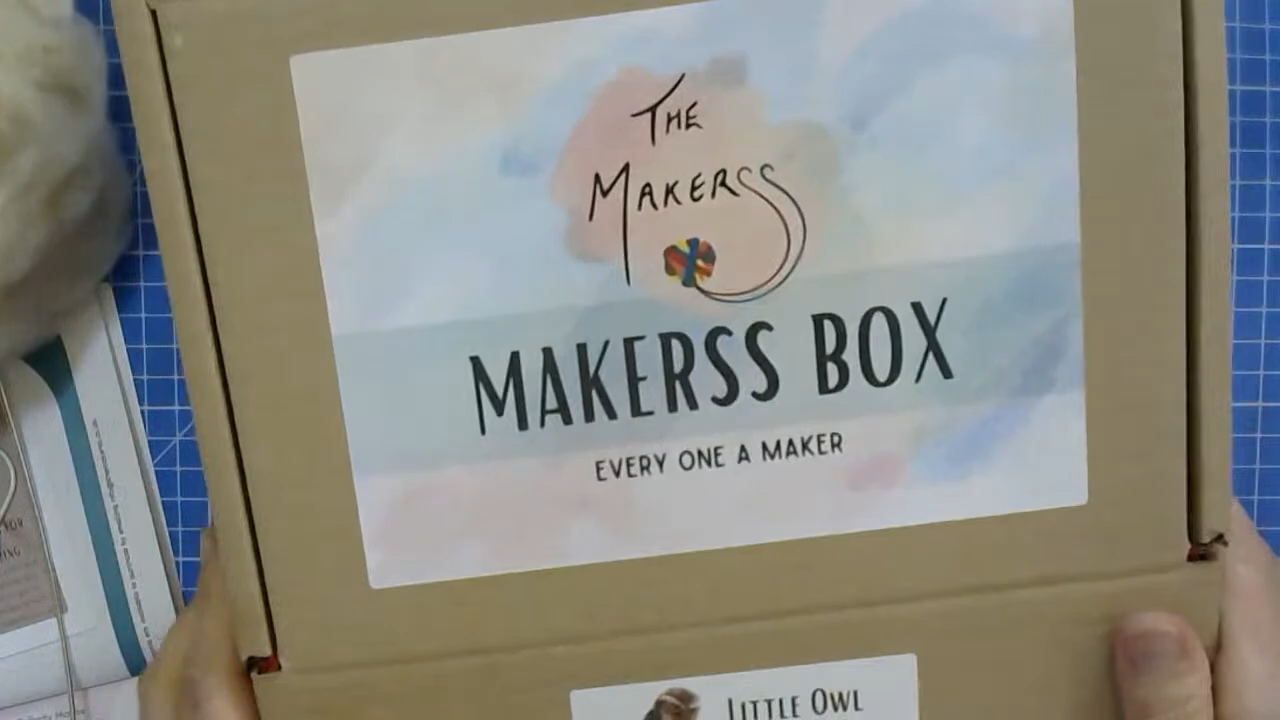 THE
MAKERSS
MAKERSS BOX
EVERY ONE A MAKER
LITTLE OWL